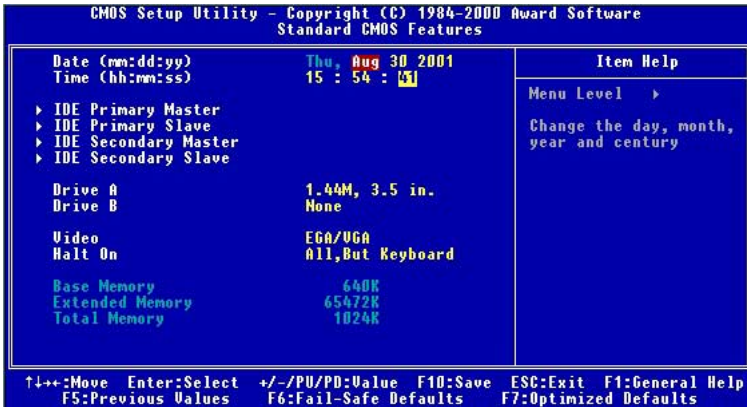 CMOS Setup Utility - Copyright (C) 1984-2000 Award Software
Standard CMOS Features
Date (mm:dd:yy) Thu, Aug 30 2001
Time (hh:mm:ss) 15 : 54 : 41
▸ IDE Primary Master
▸ IDE Primary Slave
▸ IDE Secondary Master
▸ IDE Secondary Slave
Drive A 1.44M, 3.5 in.
Drive B None
Video EGA/VGA
Halt On All,But Keyboard
Base Memory 640K
Extended Memory 65472K
Total Memory 1024K
Item Help
Menu Level ▸
Change the day, month,
year and century
↑↓→←:Move Enter:Select +/-/PU/PD:Value F10:Save ESC:Exit F1:General Help
F5:Previous Values F6:Fail-Safe Defaults F7:Optimized Defaults